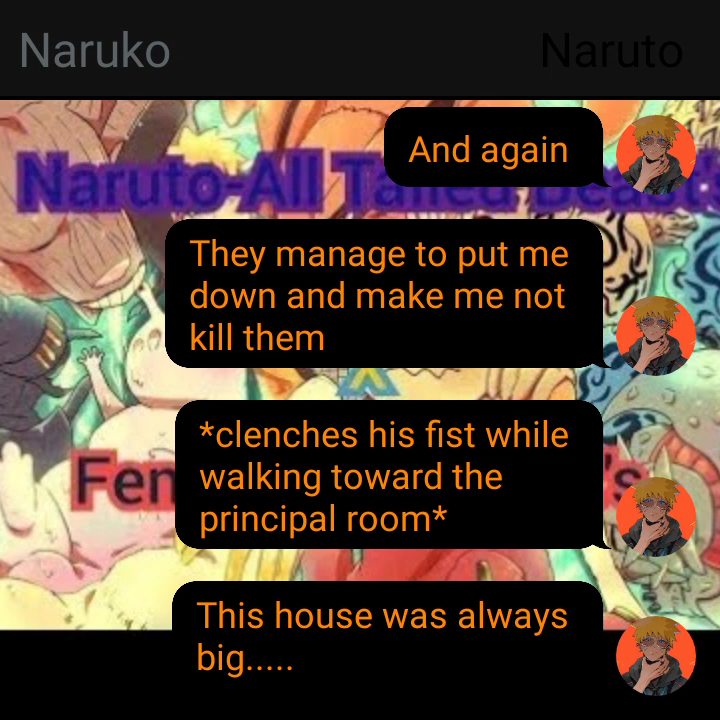 Naruko
Naruto
And again
Naruto-All Tailed Beast's
They manage to put me
down and make me not
kill them
X
*clenches his fist while
walking toward the
principal room*
Fem
's
This house was always
big.....